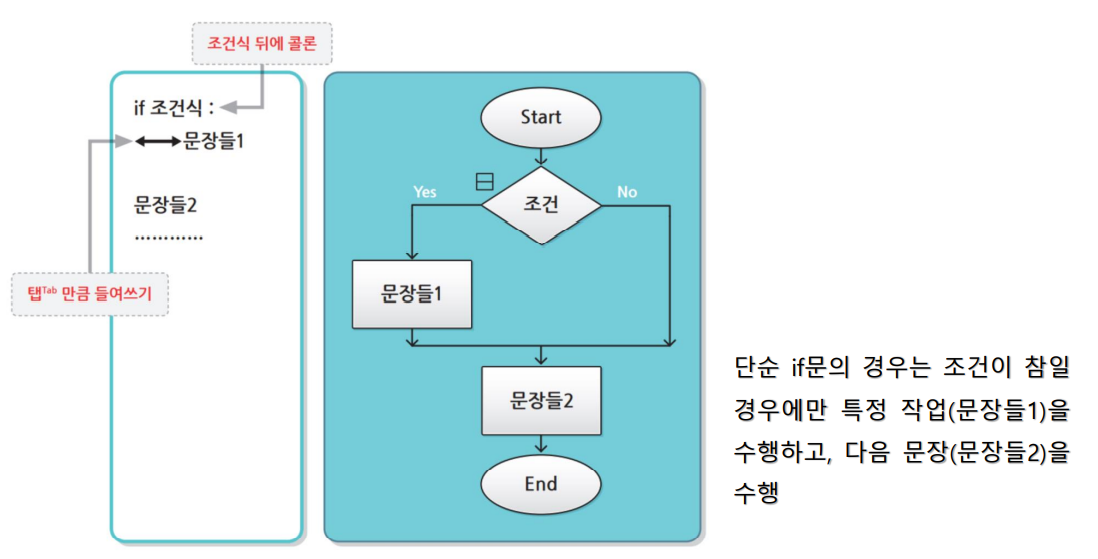 조건식 뒤에 콜론
if 조건식 :
문장들1
문장들2
…………
탭Tab 만큼 들여쓰기
Start
Yes
조건
No
문장들1
문장들2
End
단순 if문의 경우는 조건이 참일
경우에만 특정 작업(문장들1)을
수행하고, 다음 문장(문장들2)을
수행